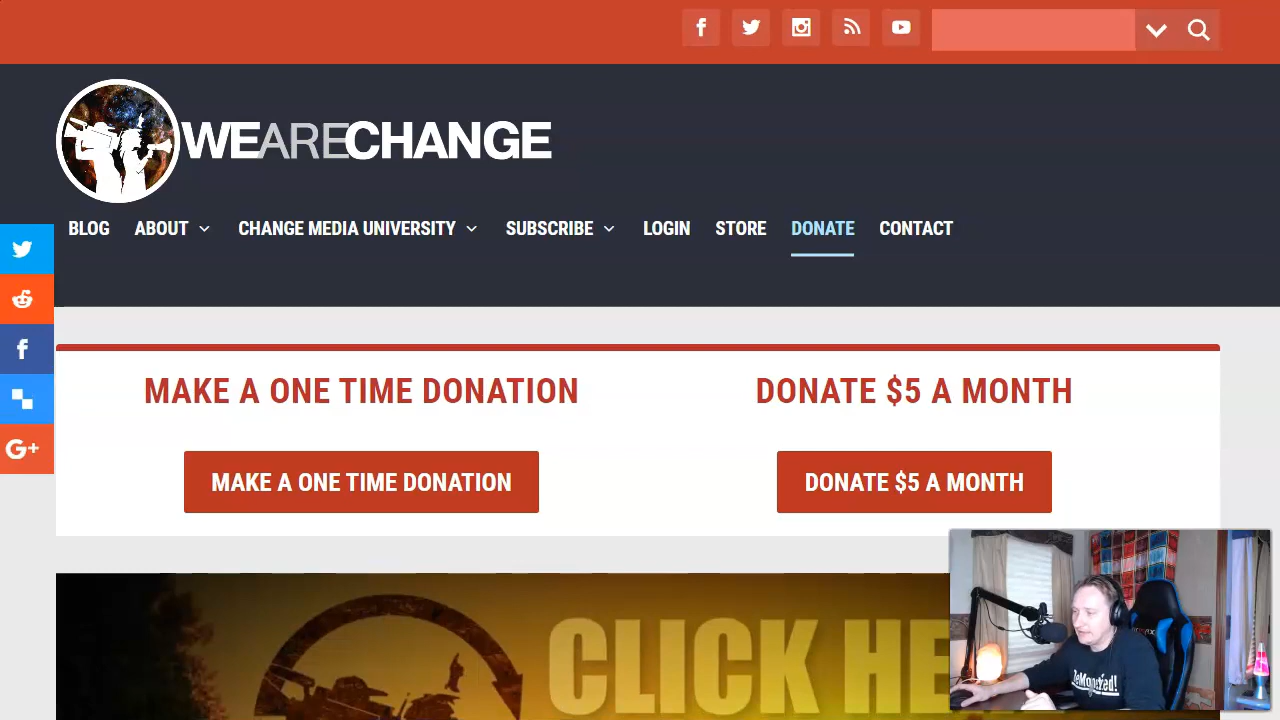 WEARECHANGE
BLOG ABOUT CHANGE MEDIA UNIVERSITY SUBSCRIBE LOGIN STORE DONATE CONTACT
G+
MAKE A ONE TIME DONATION
DONATE $5 A MONTH
MAKE A ONE TIME DONATION
DONATE $5 A MONTH
CLICK HE